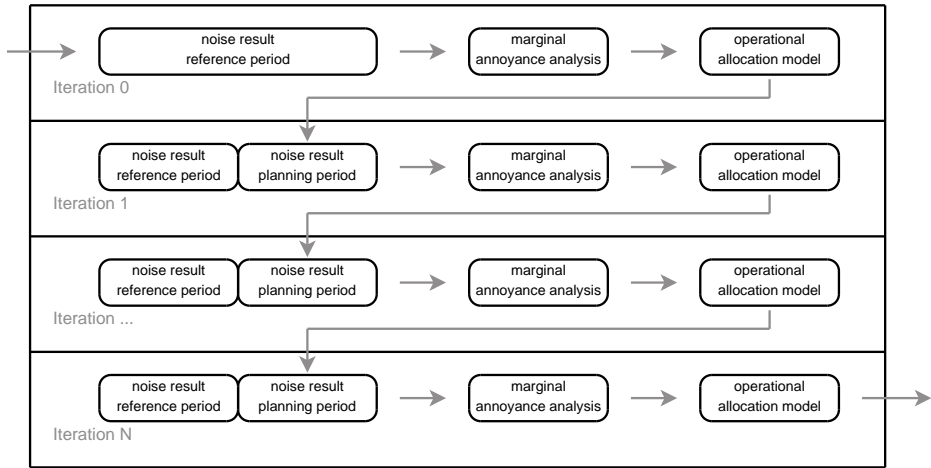 noise result
reference period
marginal
annoyance analysis
operational
allocation model
Iteration 0
noise result
reference period
noise result
planning period
marginal
annoyance analysis
operational
allocation model
Iteration 1
noise result
reference period
noise result
planning period
marginal
annoyance analysis
operational
allocation model
Iteration ...
noise result
reference period
noise result
planning period
marginal
annoyance analysis
operational
allocation model
Iteration N